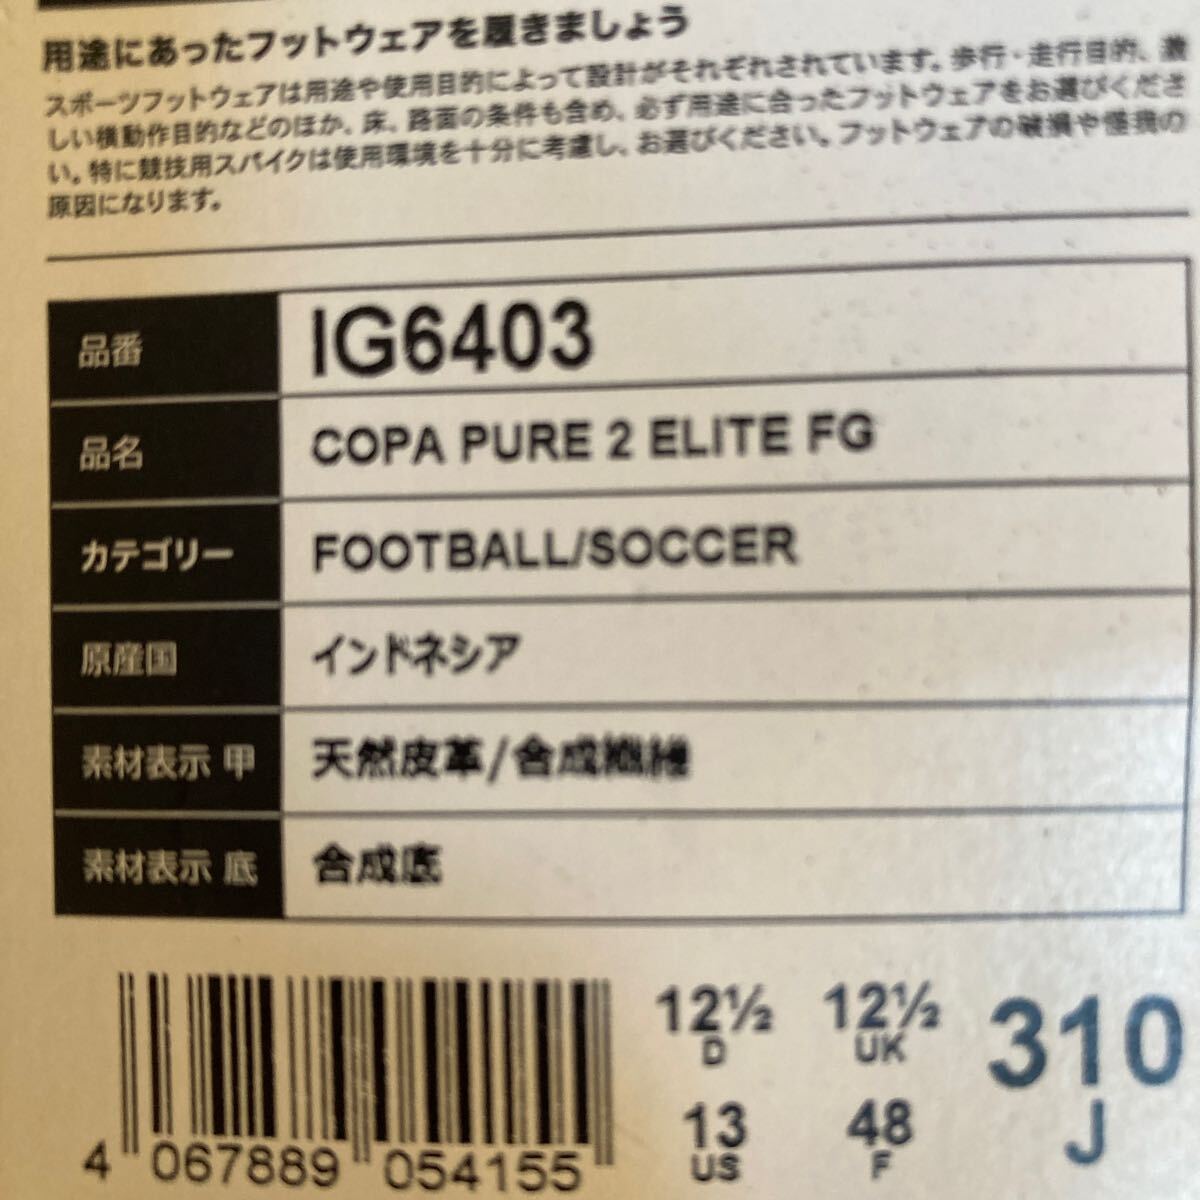 用途にあったフットウェアを履きましょう
スポーツフットウェアは用途や使用目的によって設計がそれぞれされています。歩行・走行目的、激
しい横動作目的などのほか、床、路面の条件も含め、必ず用途に合ったフットウェアをお選びくださ
い。特に競技用スパイクは使用環境を十分に考慮し、お選びください。フットウェアの破損や怪我の
原因になります。
品番 IG6403
品名 COPA PURE 2 ELITE FG
カテゴリー FOOTBALL/SOCCER
原産国 インドネシア
素材表示 甲 天然皮革/合成繊維
素材表示 底 合成底
12½ D
12½ UK
310 J
13 US
48 F
4 067889 054155